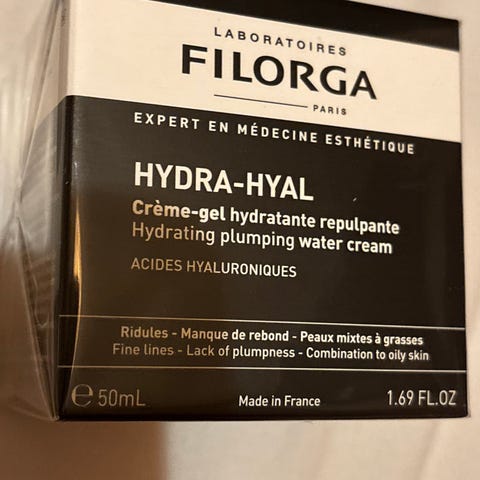 LABORATOIRES
FILORGA
PARIS
EXPERT EN MÉDECINE ESTHÉTIQUE
HYDRA-HYAL
Crème-gel hydratante repulpante
Hydrating plumping water cream
ACIDES HYALURONIQUES
Ridules - Manque de rebond - Peaux mixtes à grasses
Fine lines - Lack of plumpness - Combination to oily skin
℮ 50mL Made in France 1.69 FL.OZ